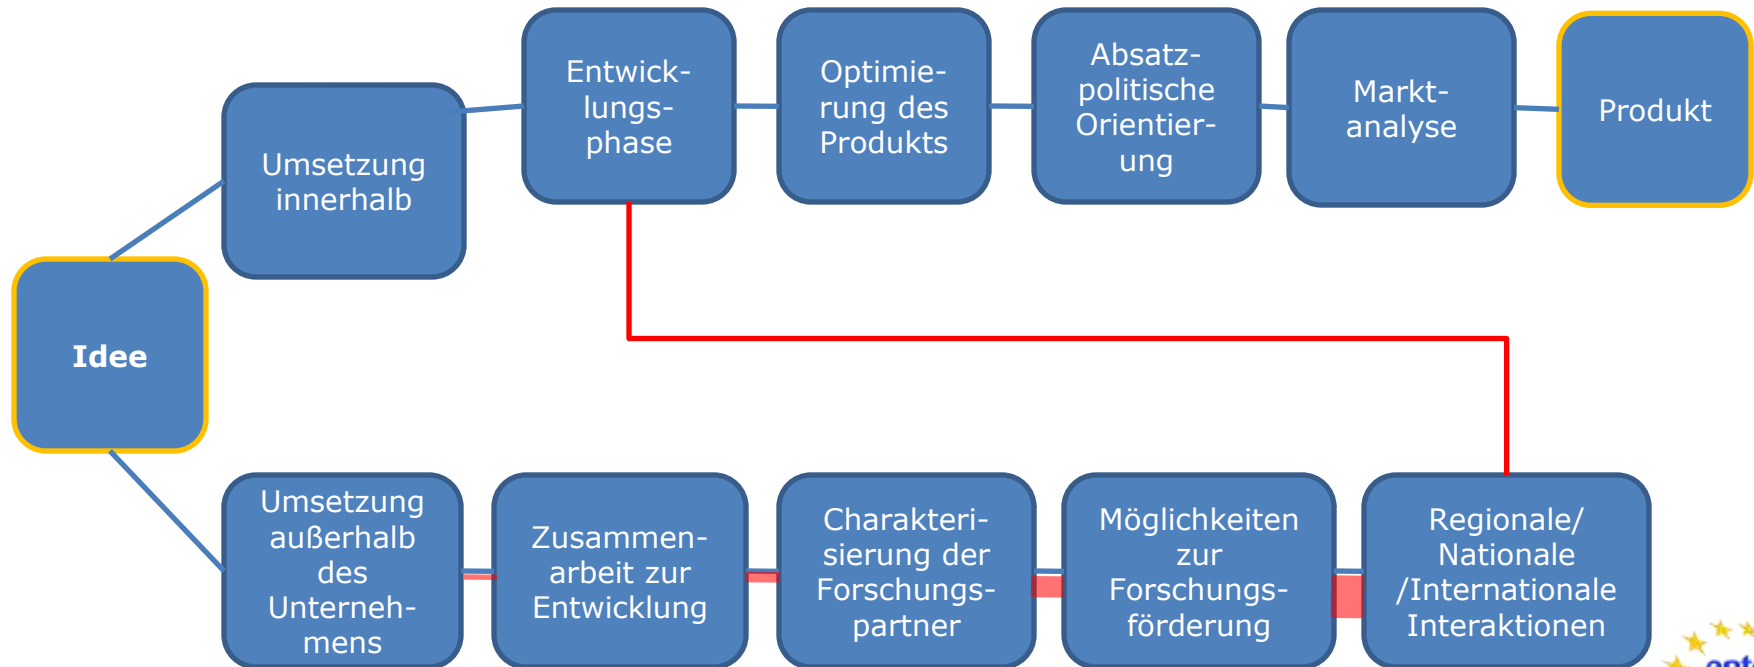 Entwick-
lungs-
phase
Optimie-
rung des
Produkts
Absatz-
politische
Orientier-
ung
Markt-
analyse
Produkt
Umsetzung
innerhalb
Idee
Umsetzung
außerhalb
des
Unterneh-
mens
Zusammen-
arbeit zur
Entwicklung
Charakteri-
sierung der
Forschungs-
partner
Möglichkeiten
zur
Forschungs-
förderung
Regionale/
Nationale
/Internationale
Interaktionen